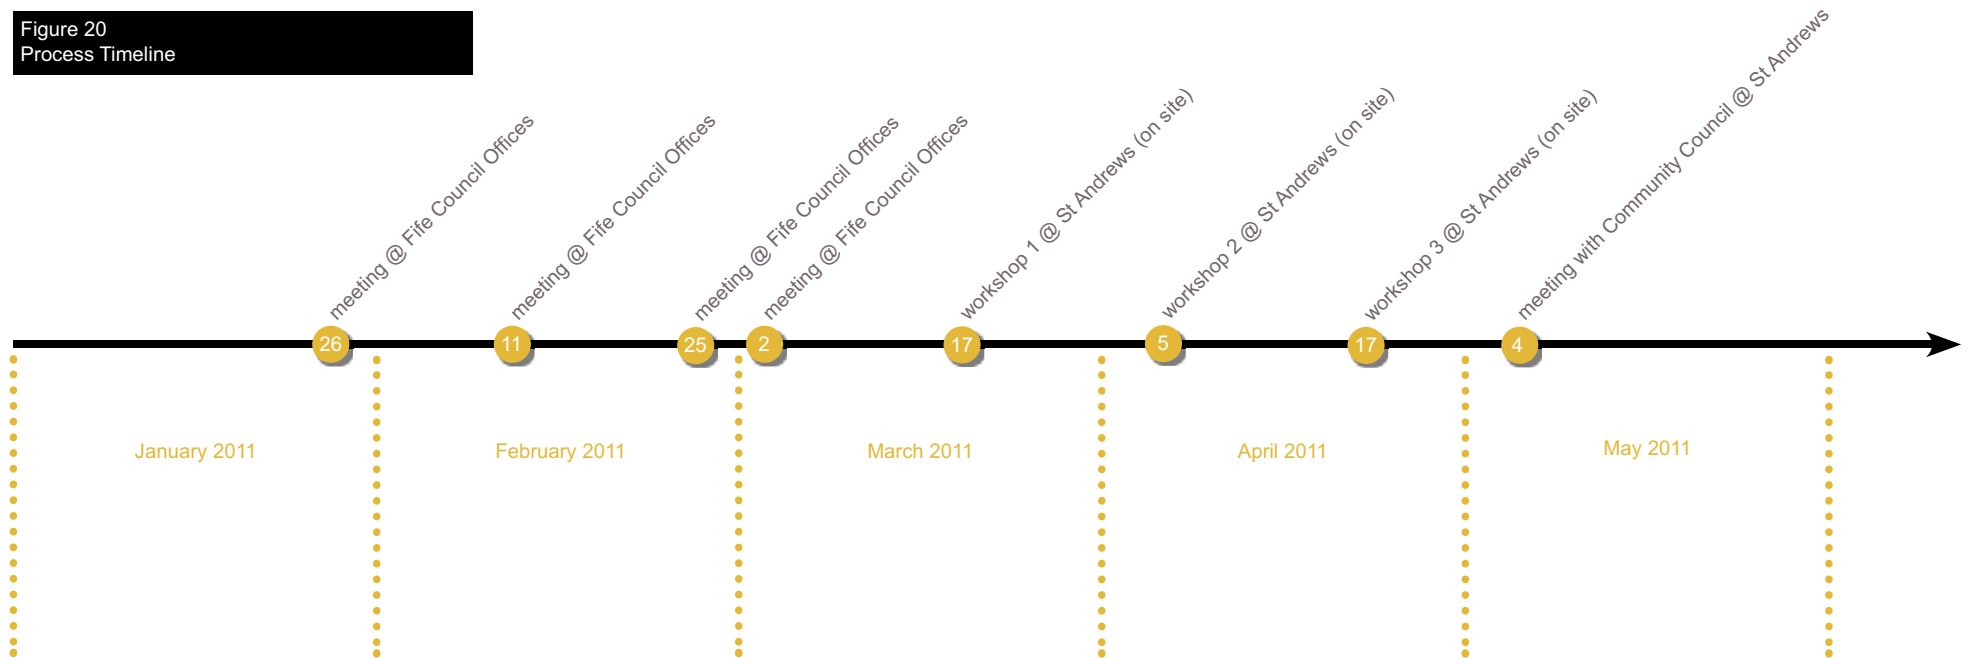 Figure 20
Process Timeline
meeting @ Fife Council Offices
meeting @ Fife Council Offices
meeting @ Fife Council Offices
meeting @ Fife Council Offices
workshop 1 @ St Andrews (on site)
workshop 2 @ St Andrews (on site)
workshop 3 @ St Andrews (on site)
meeting with Community Council @ St Andrews
26
11
25
2
17
5
17
4
January 2011
February 2011
March 2011
April 2011
May 2011